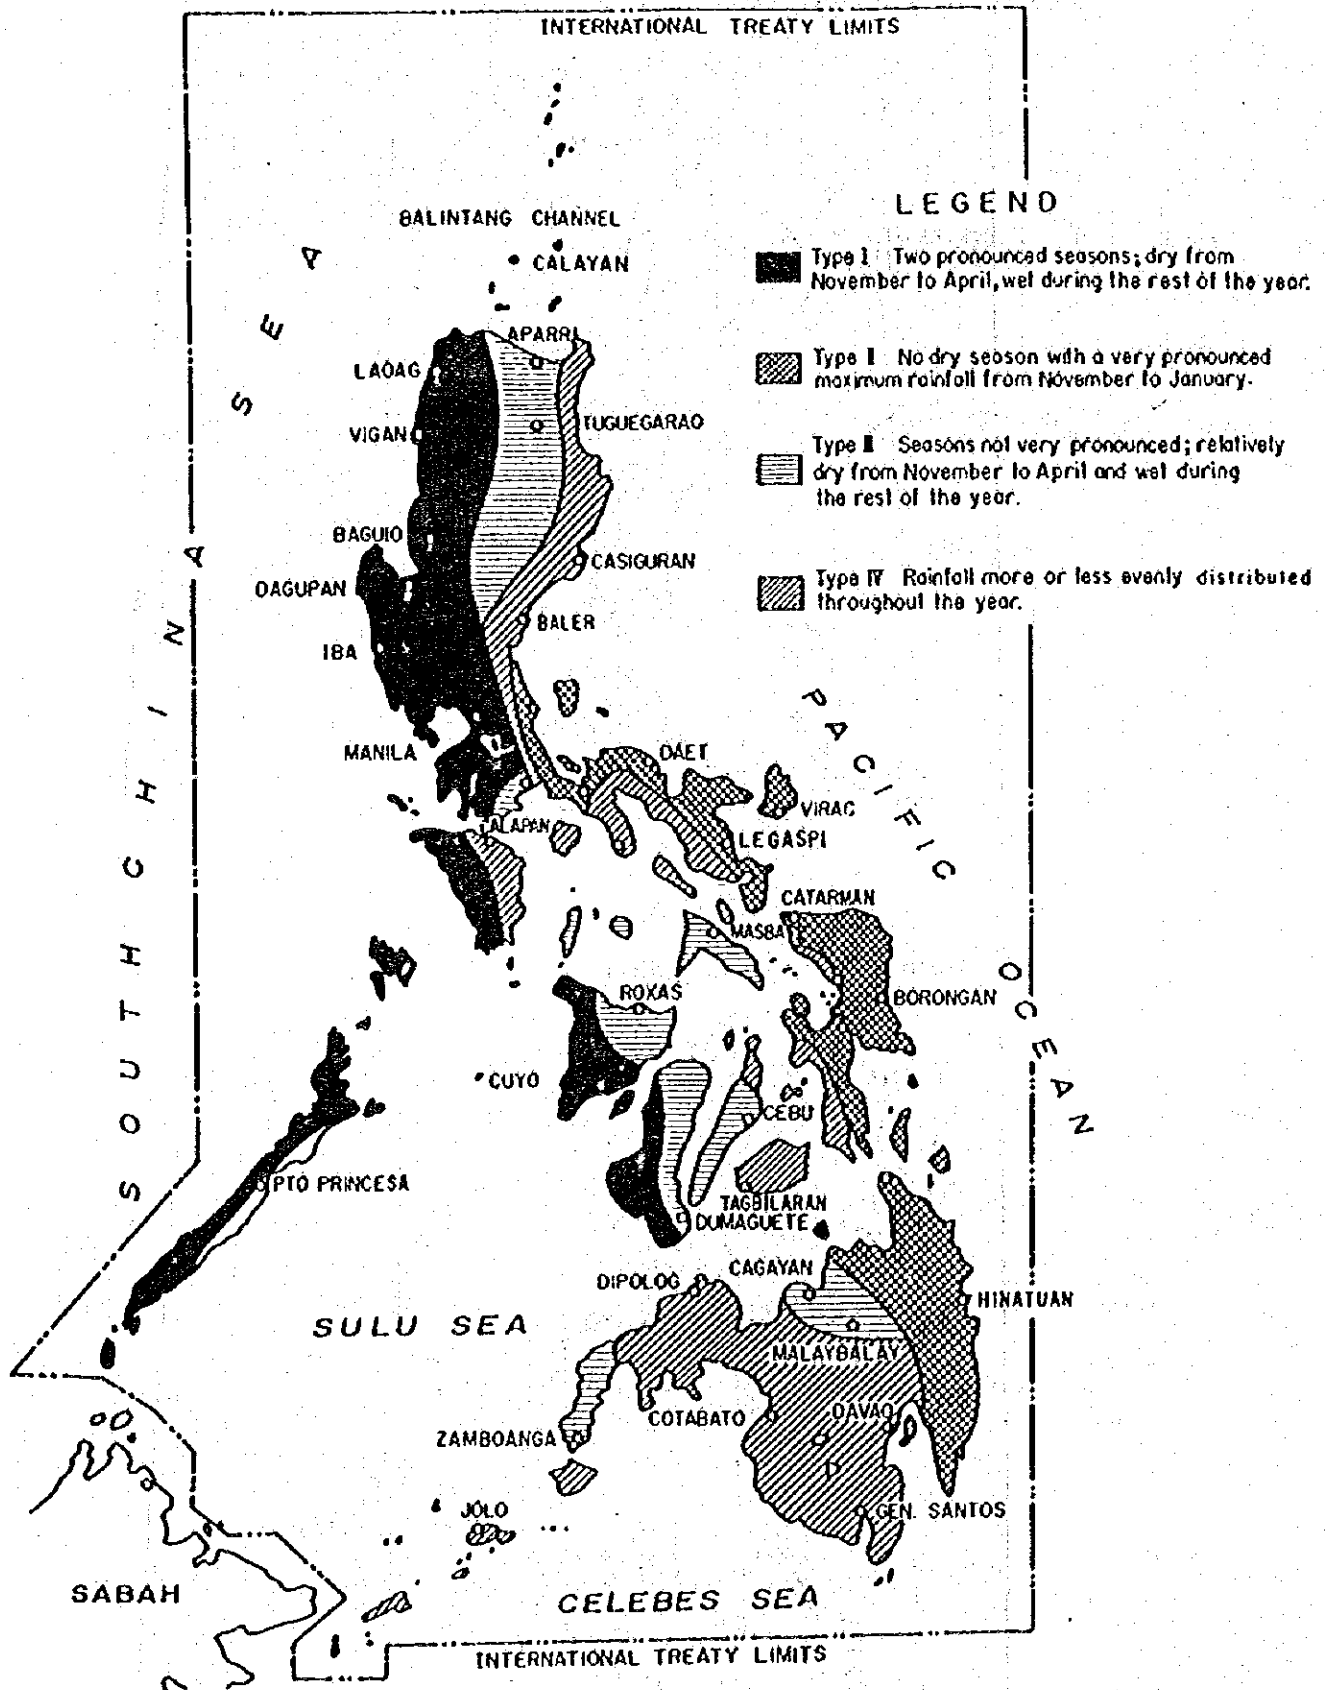 INTERNATIONAL TREATY LIMITS
BALINTANG CHANNEL
CALAYAN
LEGEND
Type I Two pronounced seasons; dry from
November to April, wet during the rest of the year.
Type II No dry season with a very pronounced
maximum rainfall from November to January.
Type III Seasons not very pronounced; relatively
dry from November to April and wet during
the rest of the year.
Type IV Rainfall more or less evenly distributed
throughout the year.
SOUTH CHINA SEA
PACIFIC OCEAN
APARRI
LAOAG
VIGAN
TUGUEGARAO
BAGUIO
CASIGURAN
DAGUPAN
BALER
IBA
MANILA
DAET
VIRAC
ALAPAN
LEGASPI
CATARMAN
MASBA
ROXAS
BORONGAN
CUYO
CEBU
PTO PRINCESA
TAGBILARAN
DUMAGUETE
CAGAYAN
DIPOLOG
HINATUAN
SULU SEA
MALAYBALAY
COTABATO
DAVAO
ZAMBOANGA
JOLO
GEN. SANTOS
SABAH
CELEBES SEA
INTERNATIONAL TREATY LIMITS